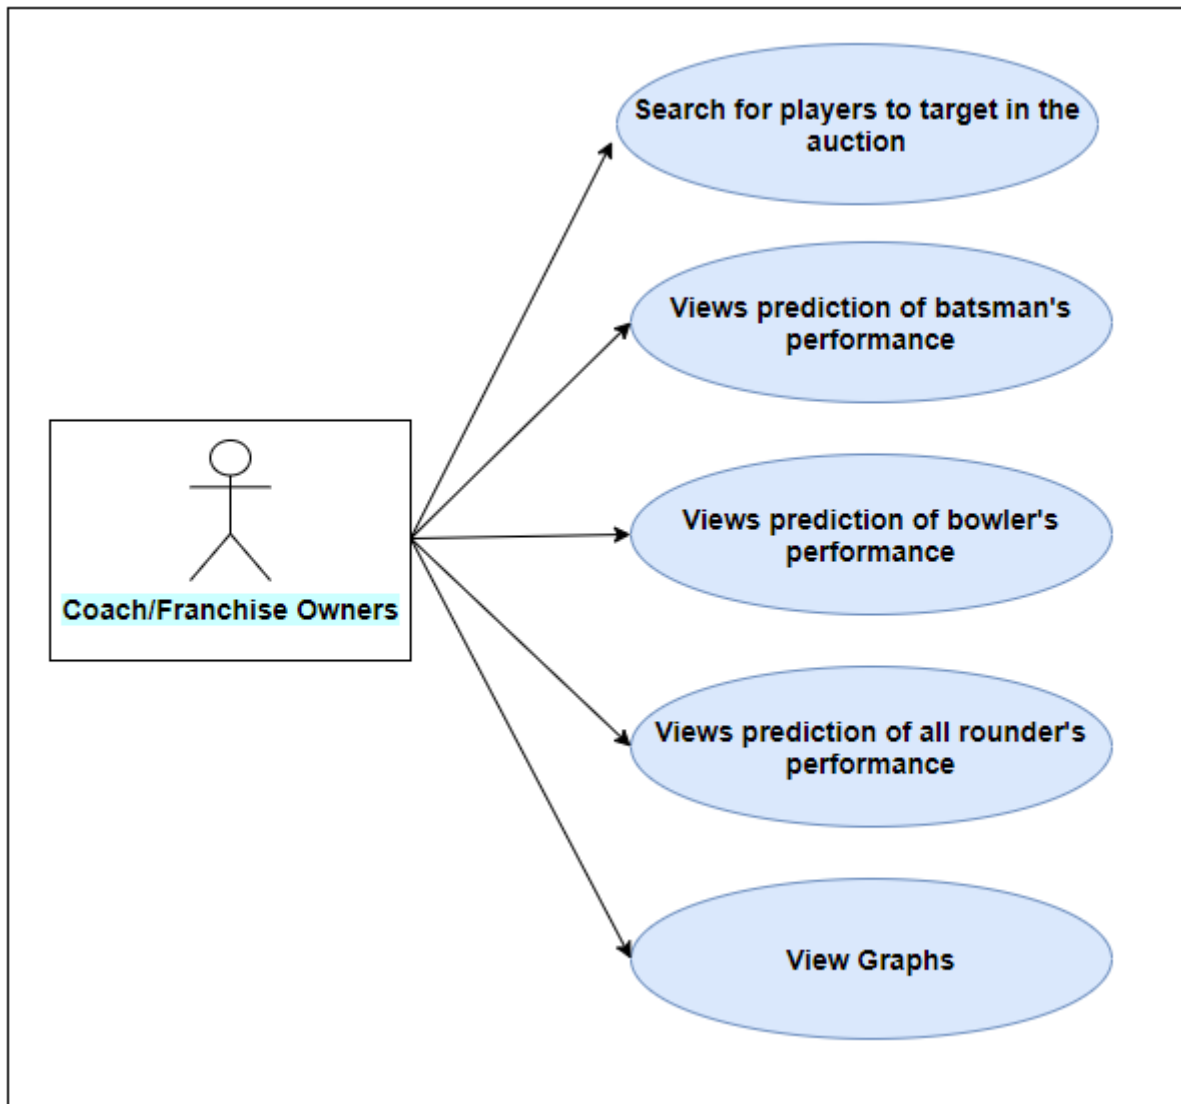 Search for players to target in the
auction
Views prediction of batsman's
performance
Views prediction of bowler's
performance
Coach/Franchise Owners
Views prediction of all rounder's
performance
View Graphs